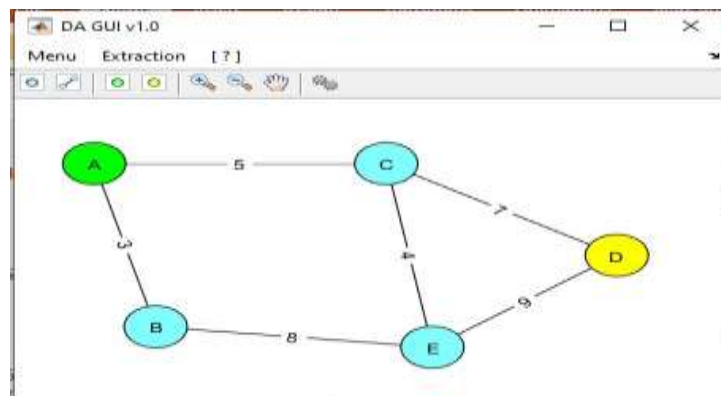 DA GUI v1.0
Menu Extraction [ ? ]
A 5 C
7
3 4 D
B 8 9
E